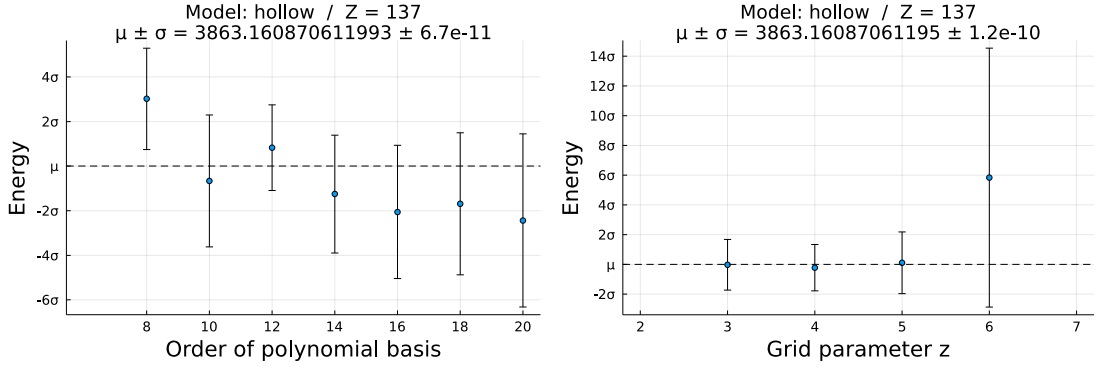 Model: hollow / Z = 137
μ ± σ = 3863.160870611993 ± 6.7e-11
4σ
2σ
μ
-2σ
-4σ
-6σ
Energy
8 10 12 14 16 18 20
Order of polynomial basis
Model: hollow / Z = 137
μ ± σ = 3863.16087061195 ± 1.2e-10
14σ
12σ
10σ
8σ
6σ
4σ
2σ
μ
-2σ
Energy
2 3 4 5 6 7
Grid parameter z